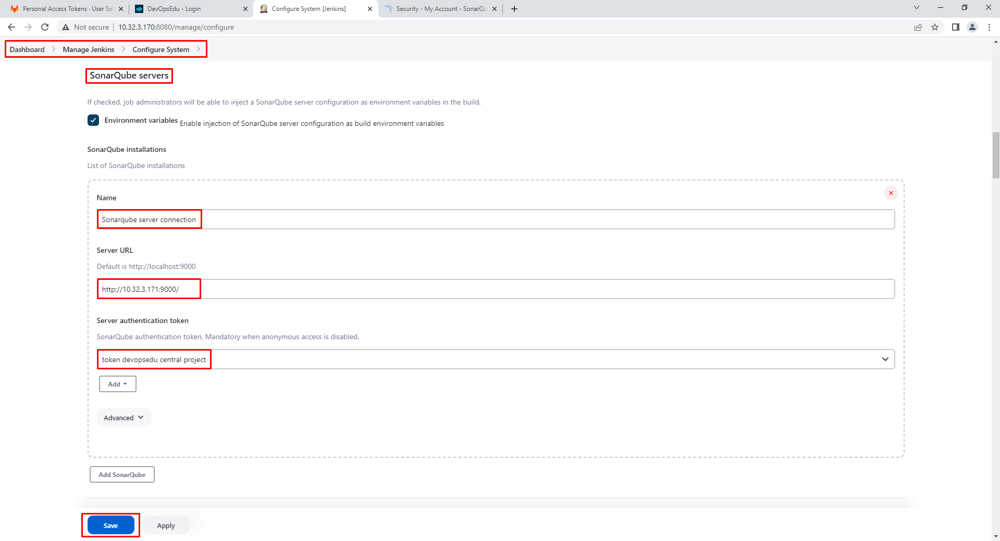 Personal Access Tokens · User Set
DevOpsEdu - Login
Configure System [Jenkins]
Security - My Account - SonarQu
Not secure
10.32.3.170:8080/manage/configure
Dashboard
Manage Jenkins
Configure System
SonarQube servers
If checked, job administrators will be able to inject a SonarQube server configuration as environment variables in the build.
Environment variables Enable injection of SonarQube server configuration as build environment variables
SonarQube installations
List of SonarQube installations
Name
Sonarqube server connection
Server URL
Default is http://localhost:9000
http://10.32.3.171:9000/
Server authentication token
SonarQube authentication token. Mandatory when anonymous access is disabled.
token devopsedu central project
Add
Advanced
Add SonarQube
Save
Apply